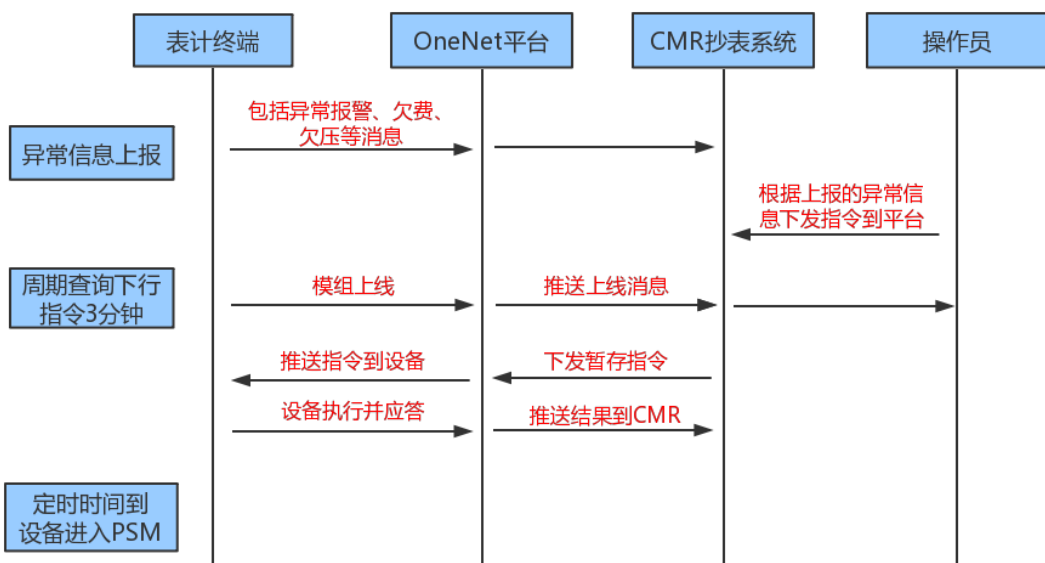 表计终端
OneNet平台
CMR抄表系统
操作员
包括异常报警、欠费、
欠压等消息
异常信息上报
根据上报的异常信
息下发指令到平台
周期查询下行
指令3分钟
模组上线
推送上线消息
推送指令到设备
下发暂存指令
设备执行并应答
推送结果到CMR
定时时间到
设备进入PSM